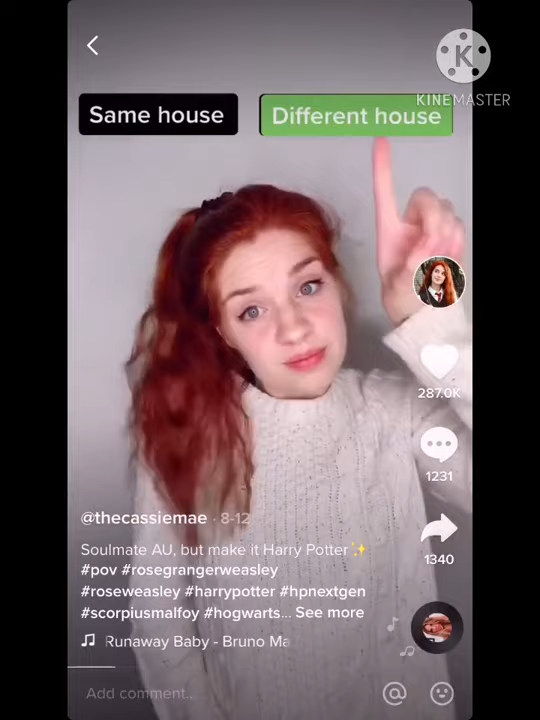 K
KINEMASTER
Same house
Different house
287.0K
1231
@thecassiemae · 8-12
Soulmate AU, but make it Harry Potter✨
1340
#pov #rosegrangerweasley
#roseweasley #harrypotter #hpnextgen
#scorpiusmalfoy #hogwarts... See more
Runaway Baby - Bruno Ma
Add comment..
@